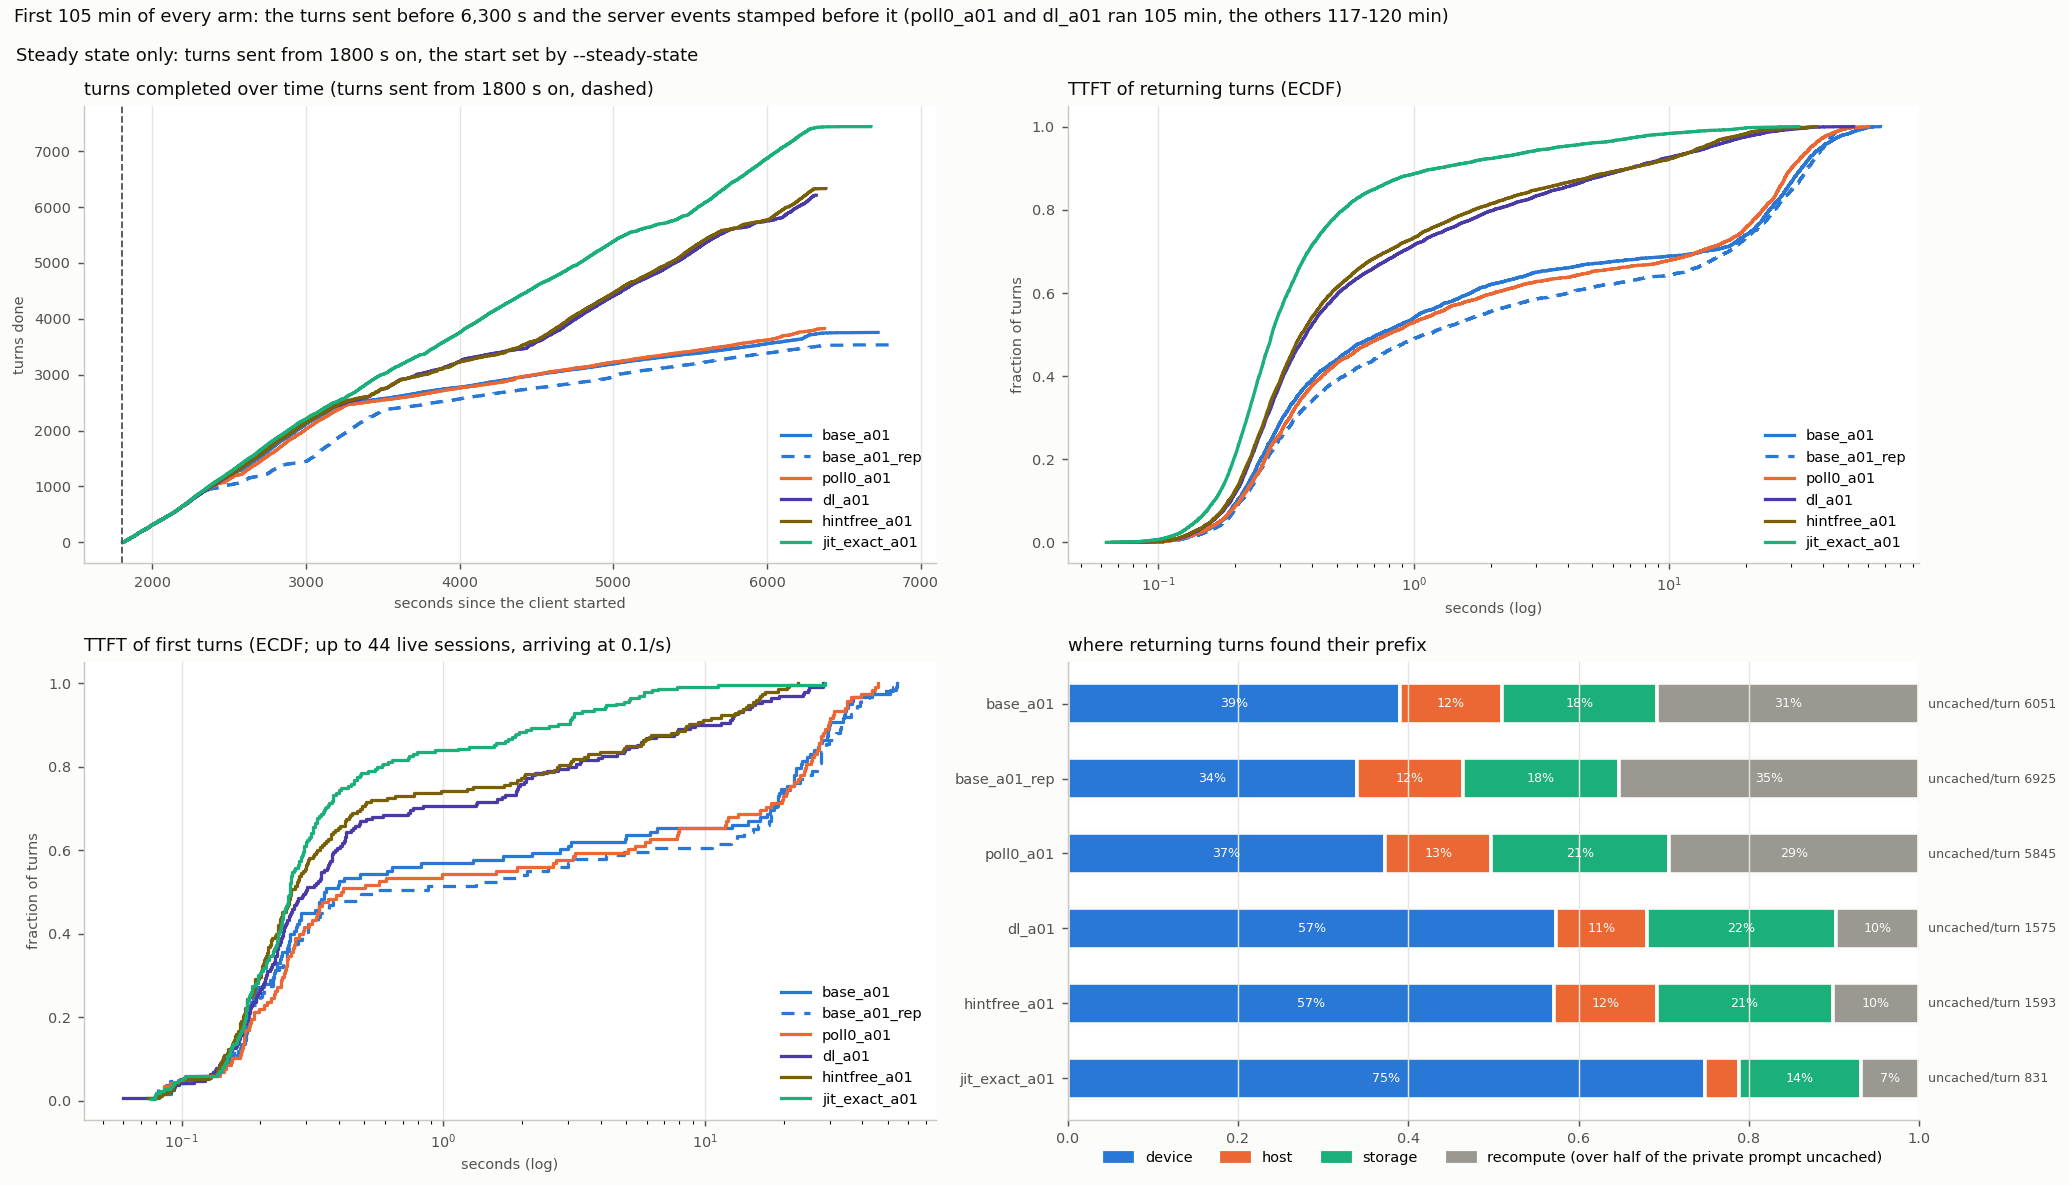 First 105 min of every arm: the turns sent before 6,300 s and the server events stamped before it (poll0_a01 and dl_a01 ran 105 min, the others 117-120 min)
Steady state only: turns sent from 1800 s on, the start set by --steady-state
turns completed over time (turns sent from 1800 s on, dashed)
turns done
7000
6000
5000
4000
3000
2000
1000
0
base_a01
base_a01_rep
poll0_a01
dl_a01
hintfree_a01
jit_exact_a01
2000 3000 4000 5000 6000 7000
seconds since the client started
TTFT of returning turns (ECDF)
fraction of turns
1.0
0.8
0.6
0.4
0.2
0.0
base_a01
base_a01_rep
poll0_a01
dl_a01
hintfree_a01
jit_exact_a01
10⁻¹ 10⁰ 10¹
seconds (log)
TTFT of first turns (ECDF; up to 44 live sessions, arriving at 0.1/s)
fraction of turns
1.0
0.8
0.6
0.4
0.2
0.0
base_a01
base_a01_rep
poll0_a01
dl_a01
hintfree_a01
jit_exact_a01
10⁻¹ 10⁰ 10¹
seconds (log)
where returning turns found their prefix
base_a01 39% 12% 18% 31% uncached/turn 6051
base_a01_rep 34% 12% 18% 35% uncached/turn 6925
poll0_a01 37% 13% 21% 29% uncached/turn 5845
dl_a01 57% 11% 22% 10% uncached/turn 1575
hintfree_a01 57% 12% 21% 10% uncached/turn 1593
jit_exact_a01 75% 14% 7% uncached/turn 831
0.0 0.2 0.4 0.6 0.8 1.0
device host storage recompute (over half of the private prompt uncached)